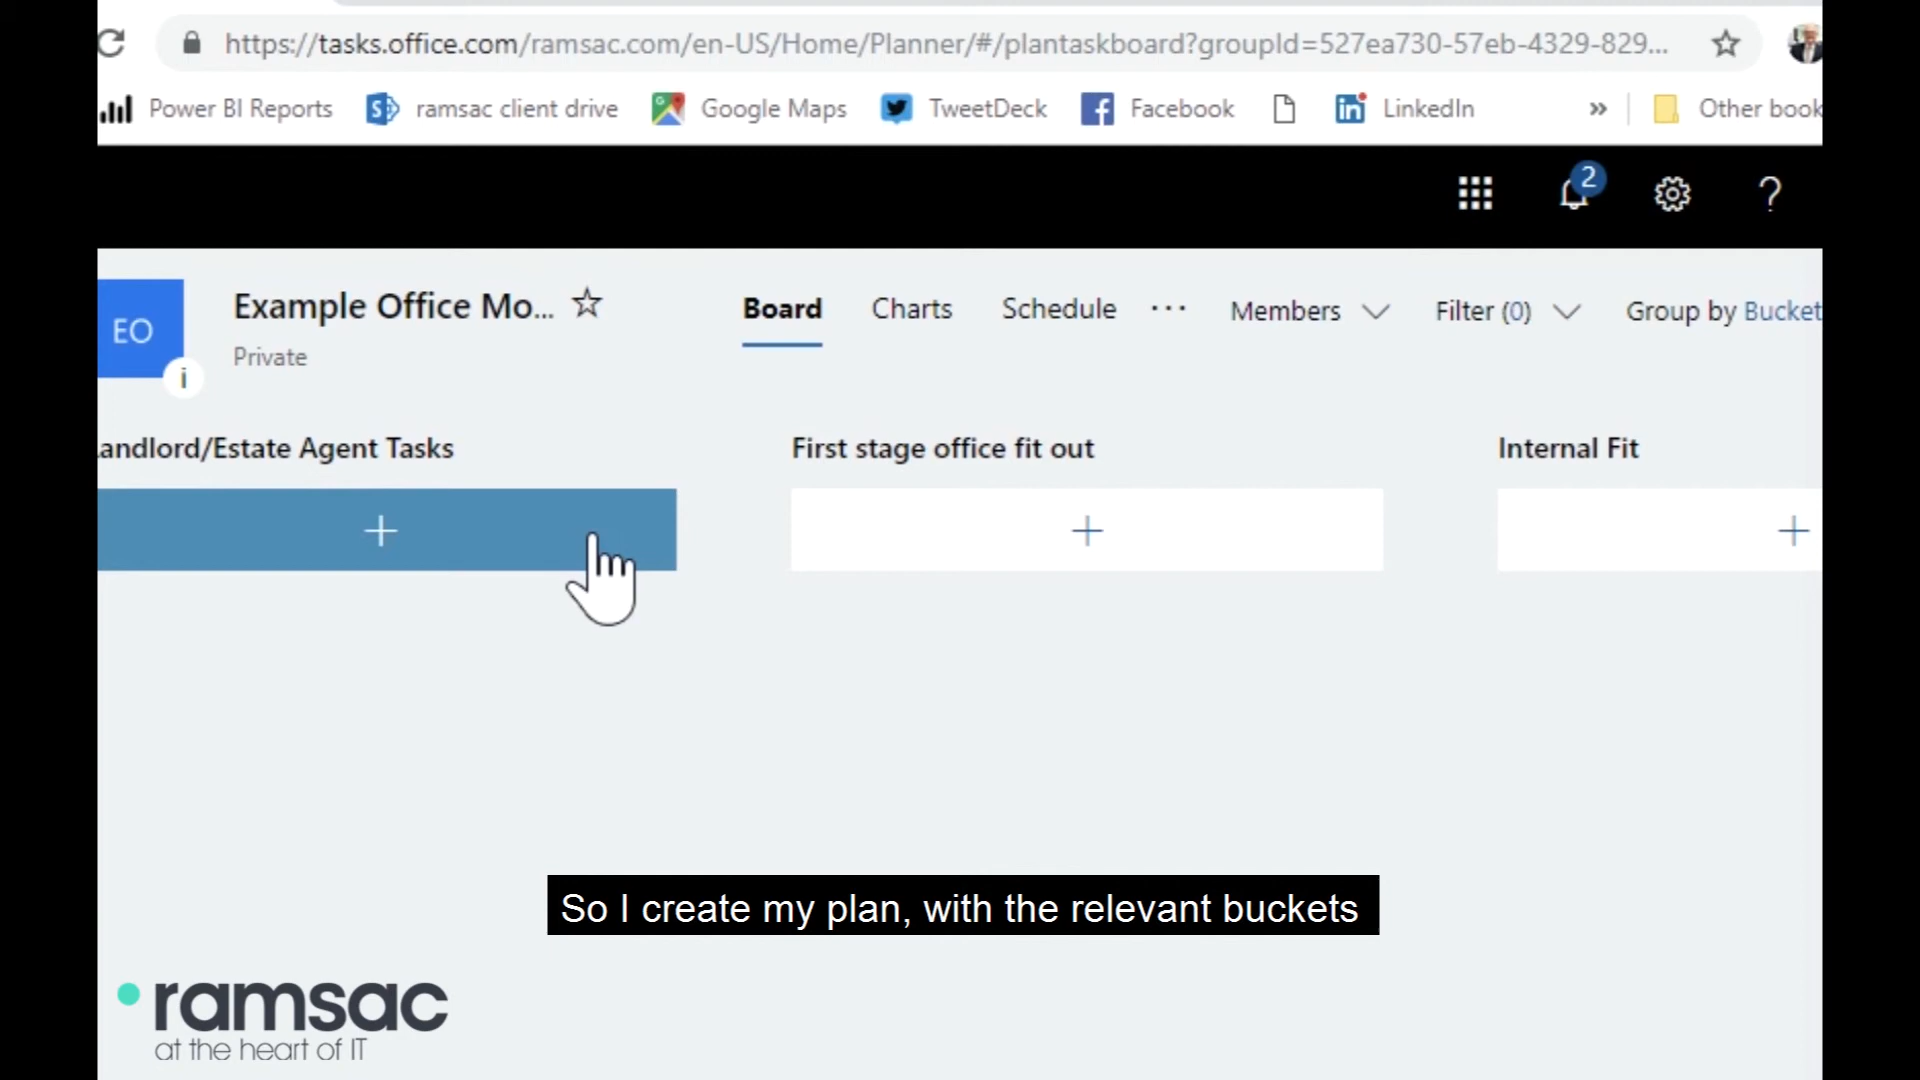 https://tasks.office.com/ramsac.com/en-US/Home/Planner/#/plantaskboard?groupId=527ea730-57eb-4329-829...
Power BI Reports ramsac client drive Google Maps TweetDeck Facebook LinkedIn » Other book
2 ?
EO Example Office Mo... Board Charts Schedule ... Members Filter (0) Group by Bucket
i Private
andlord/Estate Agent Tasks First stage office fit out Internal Fit
+ + +
So I create my plan, with the relevant buckets
ramsac
at the heart of IT